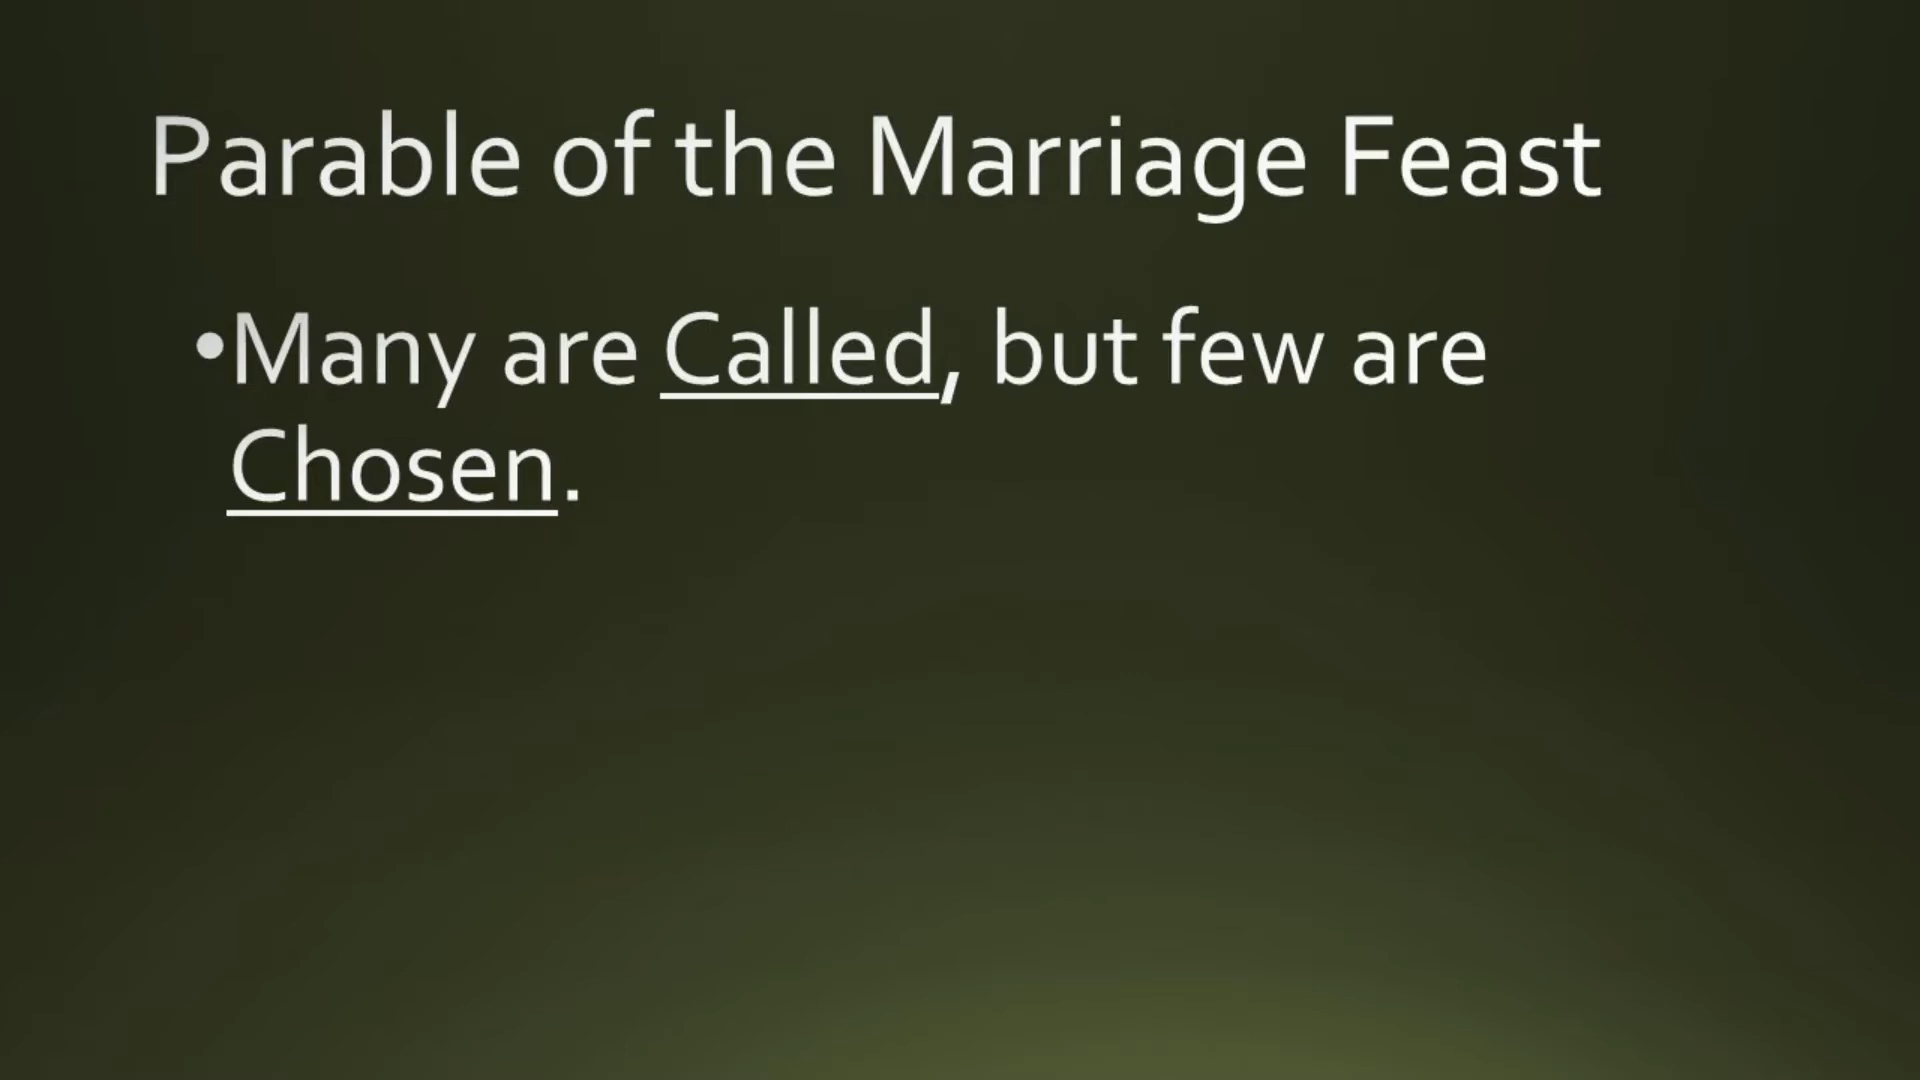 Parable of the Marriage Feast
•Many are Called, but few are
Chosen.